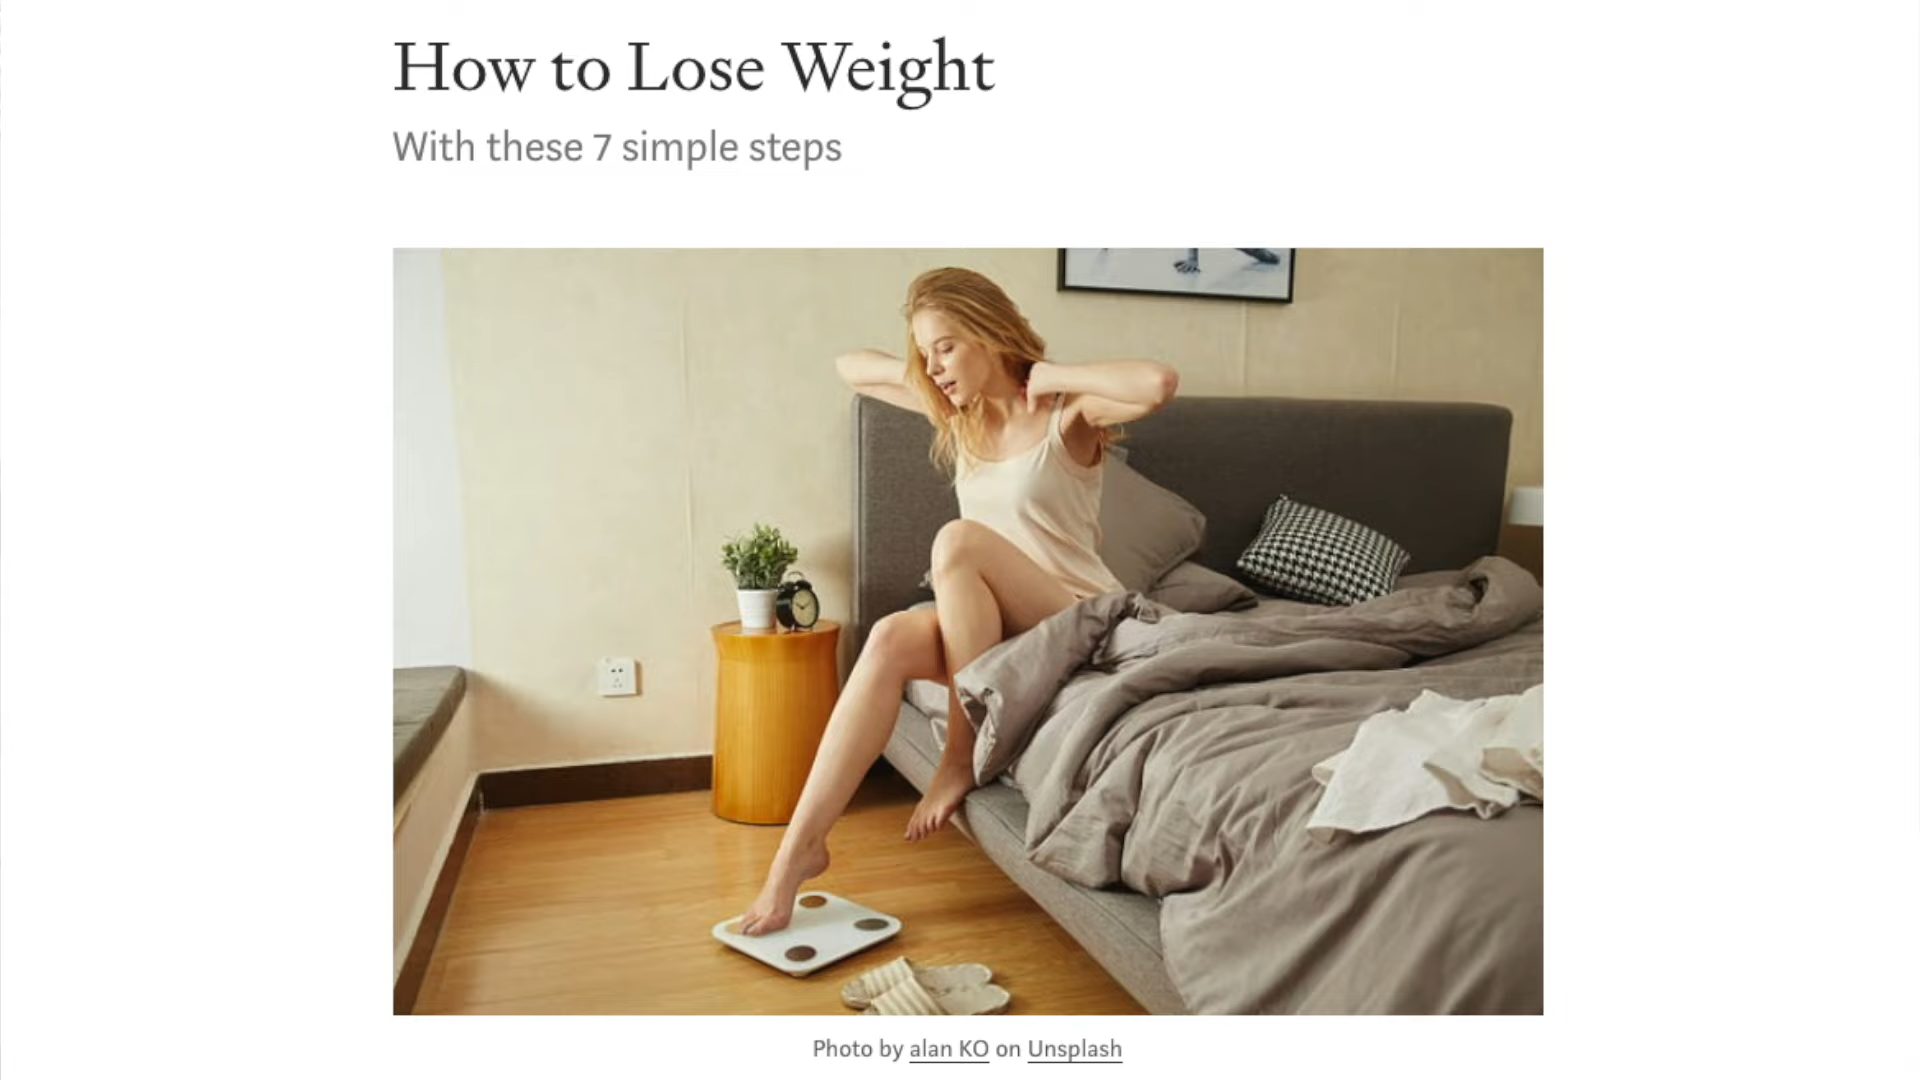 How to Lose Weight
With these 7 simple steps
Photo by alan KO on Unsplash